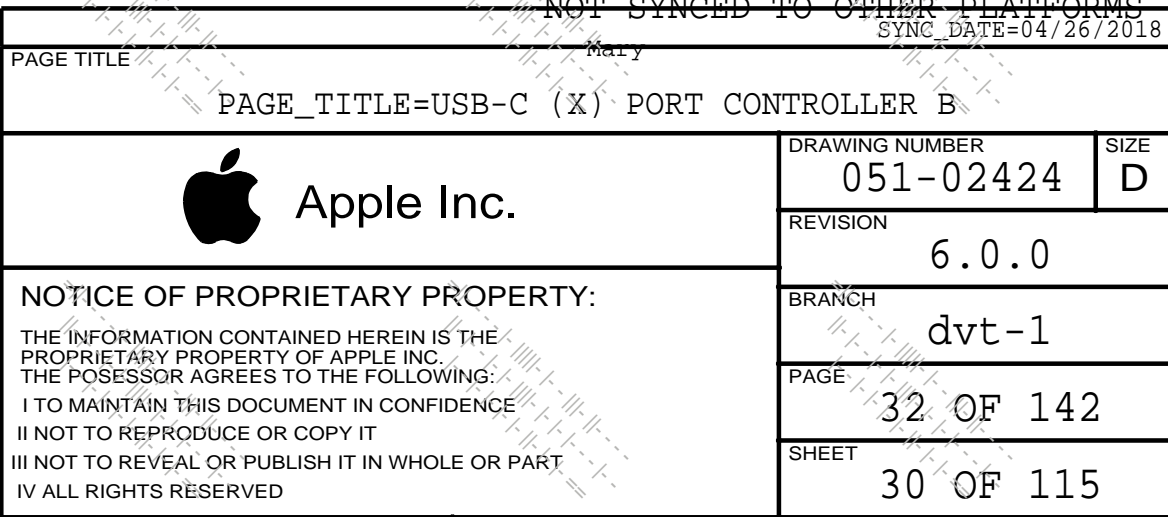 NOT SYNCED TO OTHER PLATFORMS
SYNC_DATE=04/26/2018
Mary
PAGE TITLE
PAGE_TITLE=USB-C (X) PORT CONTROLLER B
Apple Inc.
DRAWING NUMBER
051-02424
SIZE
D
REVISION
6.0.0
NOTICE OF PROPRIETARY PROPERTY:
THE INFORMATION CONTAINED HEREIN IS THE
PROPRIETARY PROPERTY OF APPLE INC.
THE POSESSOR AGREES TO THE FOLLOWING:
I TO MAINTAIN THIS DOCUMENT IN CONFIDENCE
II NOT TO REPRODUCE OR COPY IT
III NOT TO REVEAL OR PUBLISH IT IN WHOLE OR PART
IV ALL RIGHTS RESERVED
BRANCH
dvt-1
PAGE
32 OF 142
SHEET
30 OF 115